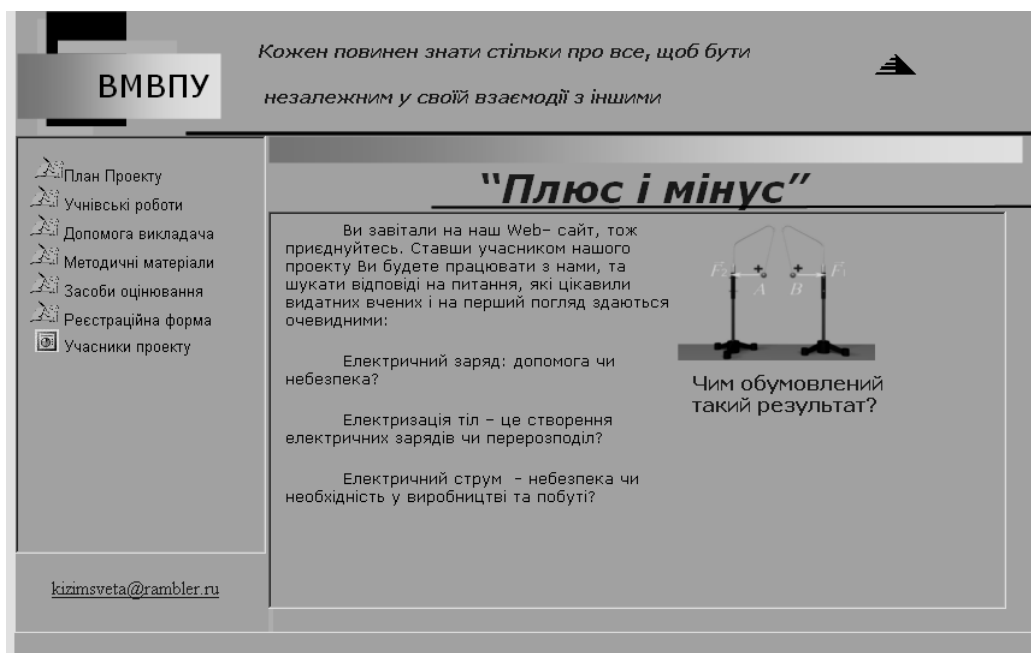 ВМВПУ
Кожен повинен знати стільки про все, щоб бути
незалежним у своїй взаємодії з іншими
План Проекту
Учнівські роботи
Допомога викладача
Методичні матеріали
Засоби оцінювання
Реєстраційна форма
Учасники проекту
kizimsveta@rambler.ru
“Плюс і мінус”
Ви завітали на наш Web– сайт, тож
приєднуйтесь. Ставши учасником нашого
проекту Ви будете працювати з нами, та
шукати відповіді на питання, які цікавили
видатних вчених і на перший погляд здаються
очевидними:
Електричний заряд: допомога чи
небезпека?
Електризація тіл – це створення
електричних зарядів чи перерозподіл?
Електричний струм – небезпека чи
необхідність у виробництві та побуті?
F₂ + + F₁
A B
Чим обумовлений
такий результат?